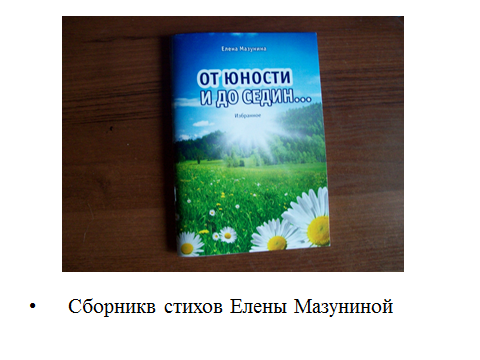 Елена Мазунина
ОТ ЮНОСТИ
И ДО СЕДИН...
Избранное
• Сборникв стихов Елены Мазуниной